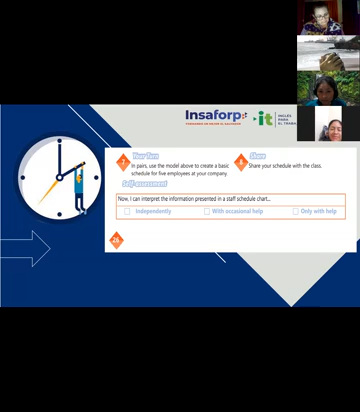 Insaforp
FORMANDO UN MEJOR EL SALVADOR
it
INGLÉS
PARA
EL TRABAJO
7
Your Turn
In pairs, use the model above to create a basic
schedule for five employees at your company.
8
Share
Share your schedule with the class.
Self-assessment
Now, I can interpret the information presented in a staff schedule chart...
Independently
With occasional help
Only with help
26